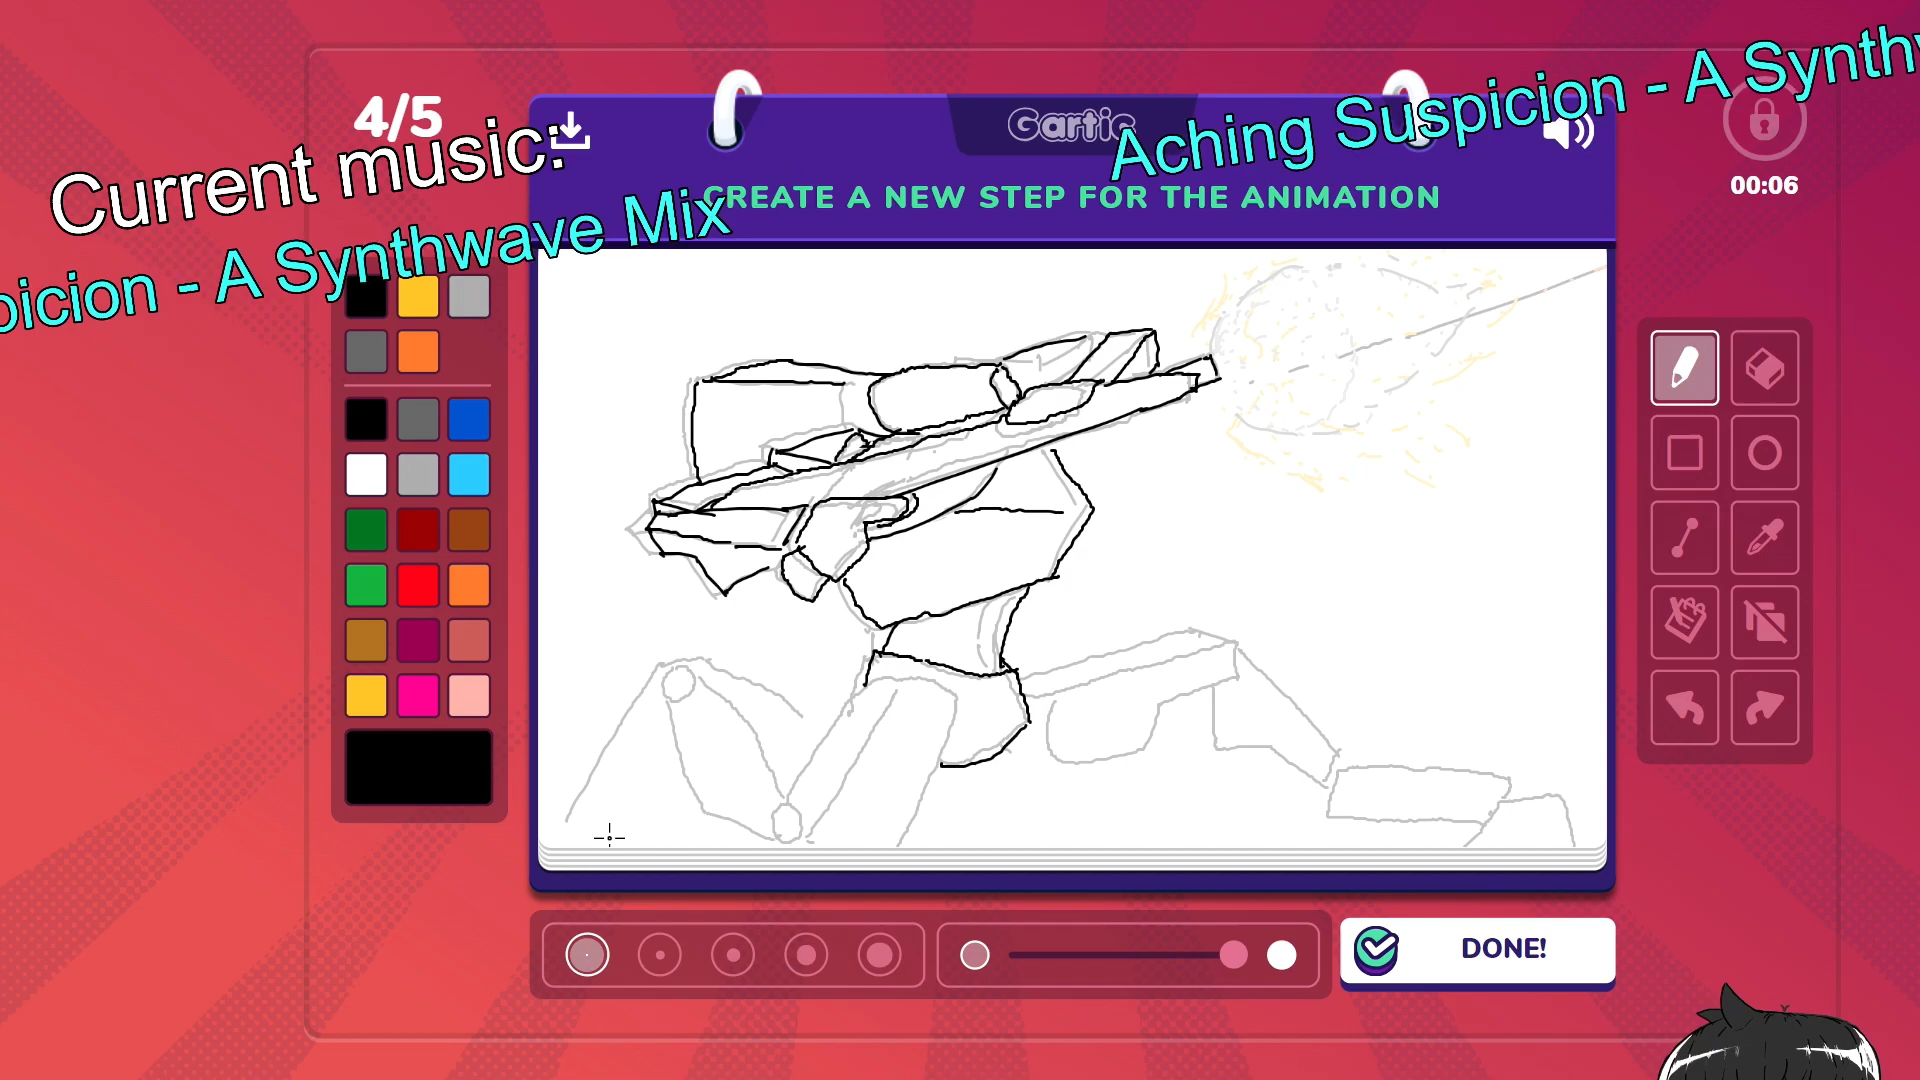 4/5
Gartic
Current music:
Aching Suspicion - A Synthw
picion - A Synthwave Mix
CREATE A NEW STEP FOR THE ANIMATION
00:06
DONE!